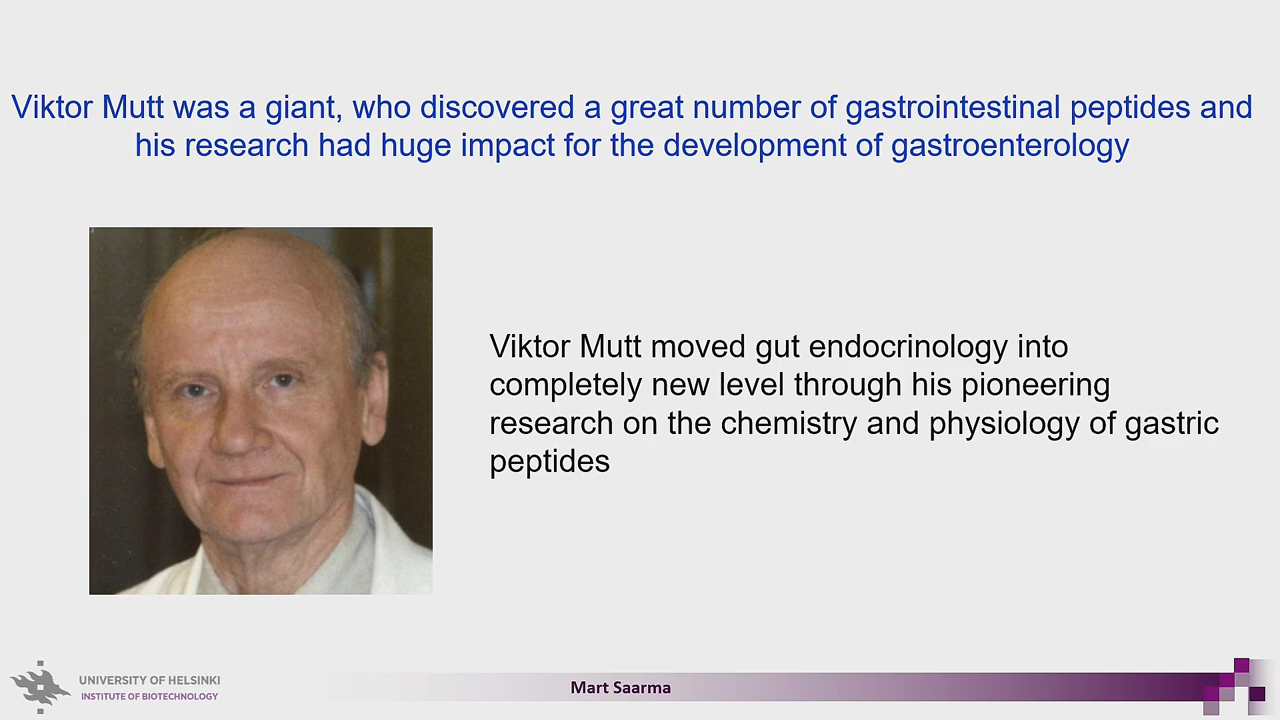 Viktor Mutt was a giant, who discovered a great number of gastrointestinal peptides and
his research had huge impact for the development of gastroenterology
Viktor Mutt moved gut endocrinology into
completely new level through his pioneering
research on the chemistry and physiology of gastric
peptides
UNIVERSITY OF HELSINKI
INSTITUTE OF BIOTECHNOLOGY
Mart Saarma